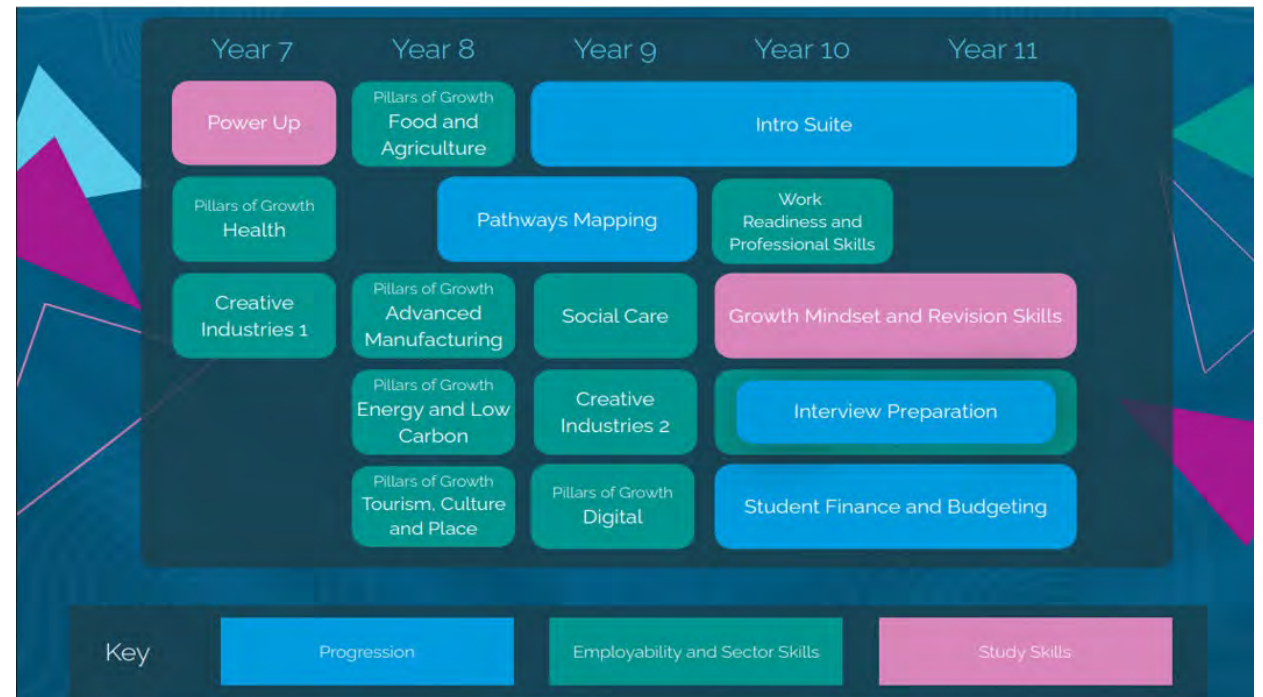 Year 7 Year 8 Year 9 Year 10 Year 11
Power Up
Pillars of Growth
Food and
Agriculture
Intro Suite
Pillars of Growth
Health
Pathways Mapping
Work
Readiness and
Professional Skills
Creative
Industries 1
Pillars of Growth
Advanced
Manufacturing
Social Care
Growth Mindset and Revision Skills
Pillars of Growth
Energy and Low
Carbon
Creative
Industries 2
Interview Preparation
Pillars of Growth
Tourism, Culture
and Place
Pillars of Growth
Digital
Student Finance and Budgeting
Key
Progression
Employability and Sector Skills
Study Skills